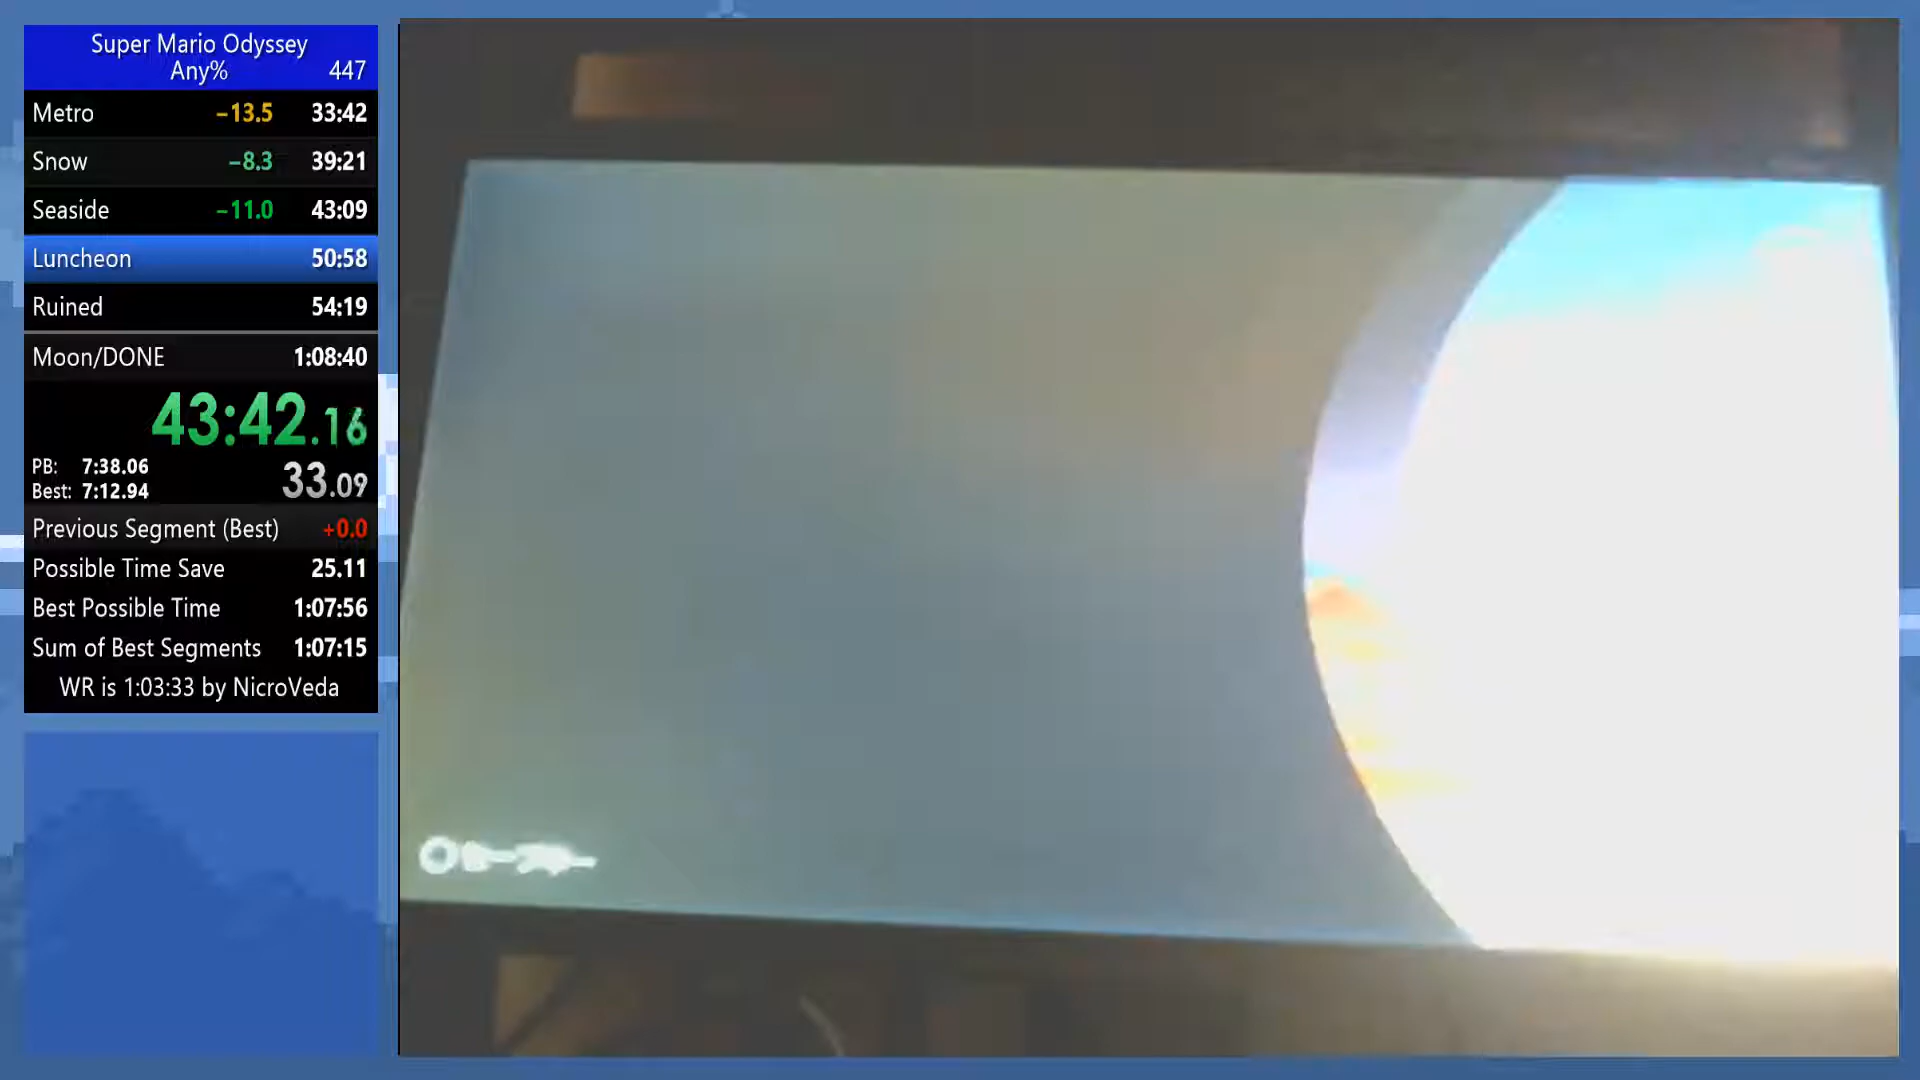 Super Mario Odyssey
Any% 447
Metro −13.5 33:42
Snow −8.3 39:21
Seaside −11.0 43:09
Luncheon 50:58
Ruined 54:19
Moon/DONE 1:08:40
43:42.16
PB: 7:38.06
Best: 7:12.94
33.09
Previous Segment (Best) +0.0
Possible Time Save 25.11
Best Possible Time 1:07:56
Sum of Best Segments 1:07:15
WR is 1:03:33 by NicroVeda